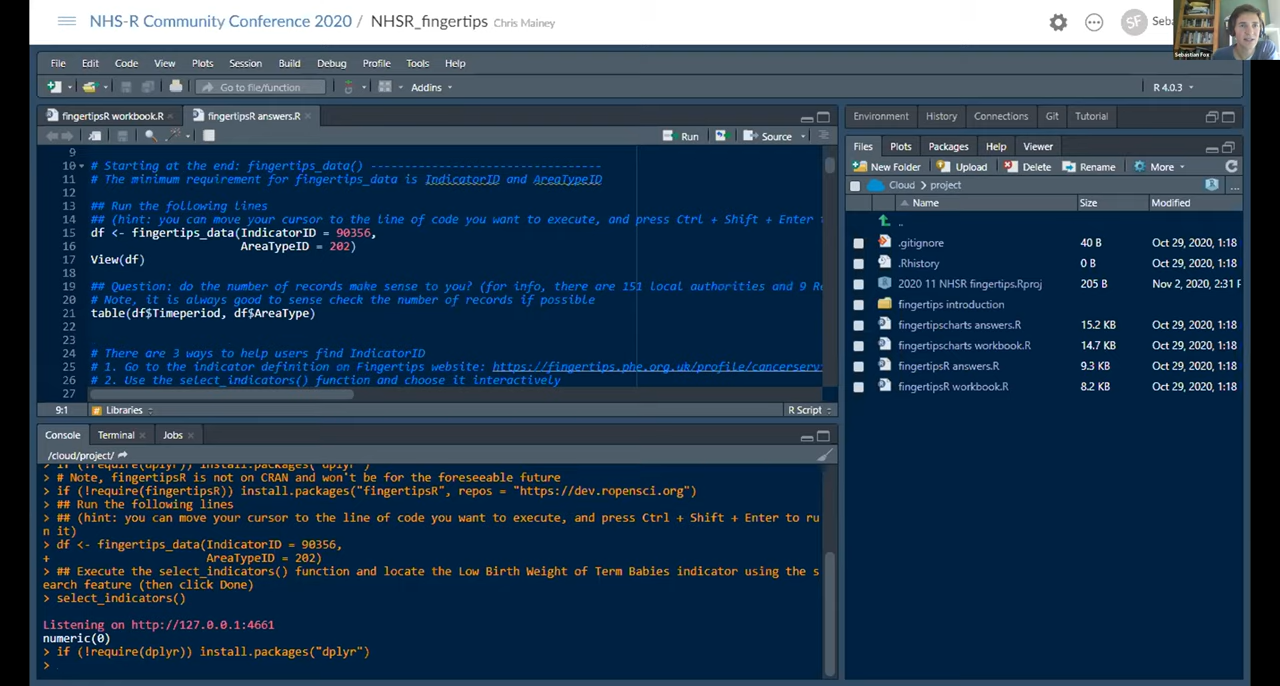 NHS-R Community Conference 2020 / NHSR_fingertips Chris Mainey
SF Seba
Sebastian Fox
File Edit Code View Plots Session Build Debug Profile Tools Help
Go to file/function Addins R 4.0.3
fingertipsR workbook.R fingertipsR answers.R
Run Source
9
10 # Starting at the end: fingertips_data() ----------------------------------
11 # The minimum requirement for fingertips_data is IndicatorID and AreaTypeID
12
13 ## Run the following lines
14 ## (hint: you can move your cursor to the line of code you want to execute, and press Ctrl + Shift + Enter
15 df <- fingertips_data(IndicatorID = 90356,
16 AreaTypeID = 202)
17 View(df)
18
19 ## Question: do the number of records make sense to you? (for info, there are 151 local authorities and 9 Re
20 # Note, it is always good to sense check the number of records if possible
21 table(df$Timeperiod, df$AreaType)
22
23
24 # There are 3 ways to help users find IndicatorID
25 # 1. Go to the indicator definition on Fingertips website: https://fingertips.phe.org.uk/profile/cancerserv
26 # 2. Use the select_indicators() function and choose it interactively
27
9:1 Libraries R Script
Console Terminal Jobs
/cloud/project/
> if (!require(dplyr)) install.packages("dplyr")
> # Note, fingertipsR is not on CRAN and won't be for the foreseeable future
> if (!require(fingertipsR)) install.packages("fingertipsR", repos = "https://dev.ropensci.org")
> ## Run the following lines
> ## (hint: you can move your cursor to the line of code you want to execute, and press Ctrl + Shift + Enter to ru
n it)
> df <- fingertips_data(IndicatorID = 90356,
+ AreaTypeID = 202)
> ## Execute the select_indicators() function and locate the Low Birth Weight of Term Babies indicator using the s
earch feature (then click Done)
> select_indicators()
Listening on http://127.0.0.1:4661
numeric(0)
> if (!require(dplyr)) install.packages("dplyr")
>
Environment History Connections Git Tutorial
Files Plots Packages Help Viewer
New Folder Upload Delete Rename More
Cloud project ...
Name Size Modified
..
.gitignore 40 B Oct 29, 2020, 1:18
.Rhistory 0 B Oct 29, 2020, 1:18
2020 11 NHSR fingertips.Rproj 205 B Nov 2, 2020, 2:31 P
fingertips introduction
fingertipscharts answers.R 15.2 KB Oct 29, 2020, 1:18
fingertipscharts workbook.R 14.7 KB Oct 29, 2020, 1:18
fingertipsR answers.R 9.3 KB Oct 29, 2020, 1:18
fingertipsR workbook.R 8.2 KB Oct 29, 2020, 1:18